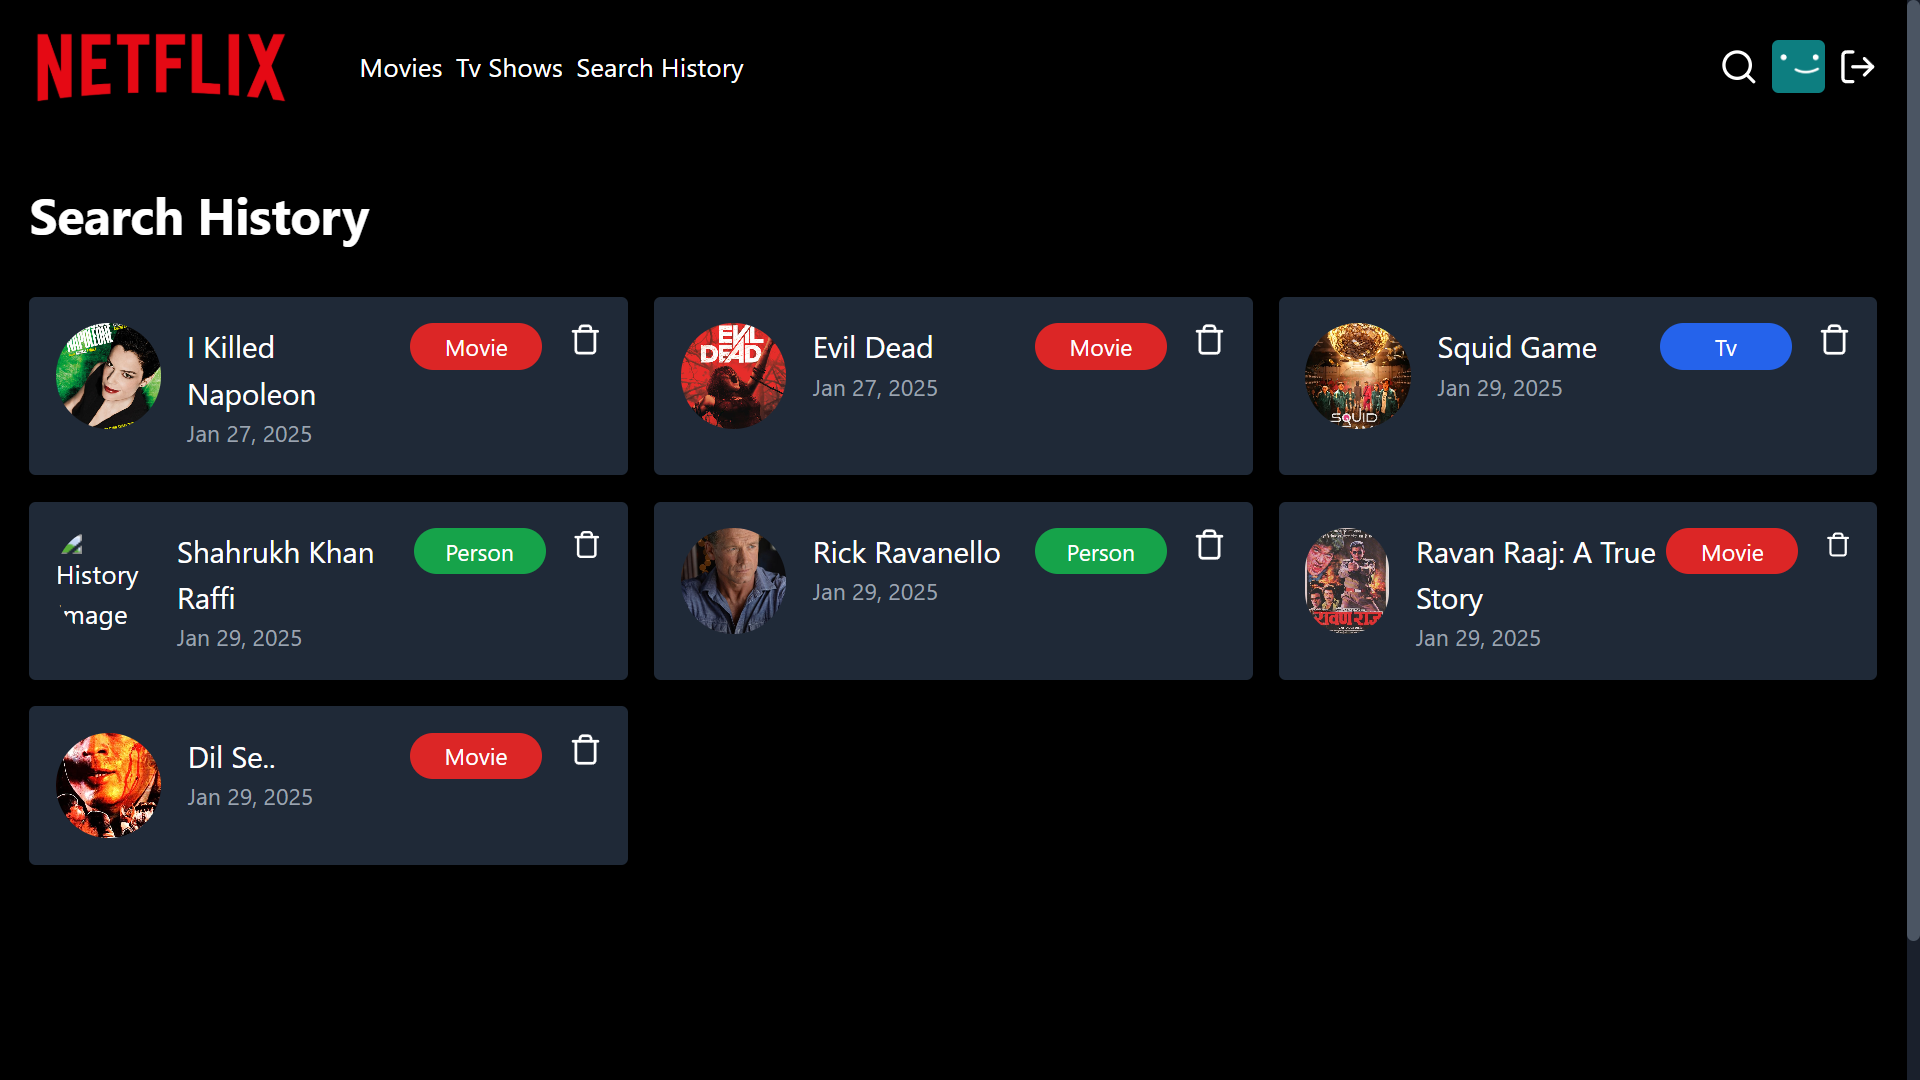 NETFLIX
Movies Tv Shows Search History
Search History
I Killed
Napoleon
Jan 27, 2025
Movie
EVIL
DEAD
Evil Dead
Jan 27, 2025
Movie
SQUID
Squid Game
Jan 29, 2025
Tv
History
Shahrukh Khan
Raffi
Jan 29, 2025
Person
Rick Ravanello
Jan 29, 2025
Person
रावण राज
Ravan Raaj: A True
Story
Jan 29, 2025
Movie
Dil Se..
Jan 29, 2025
Movie